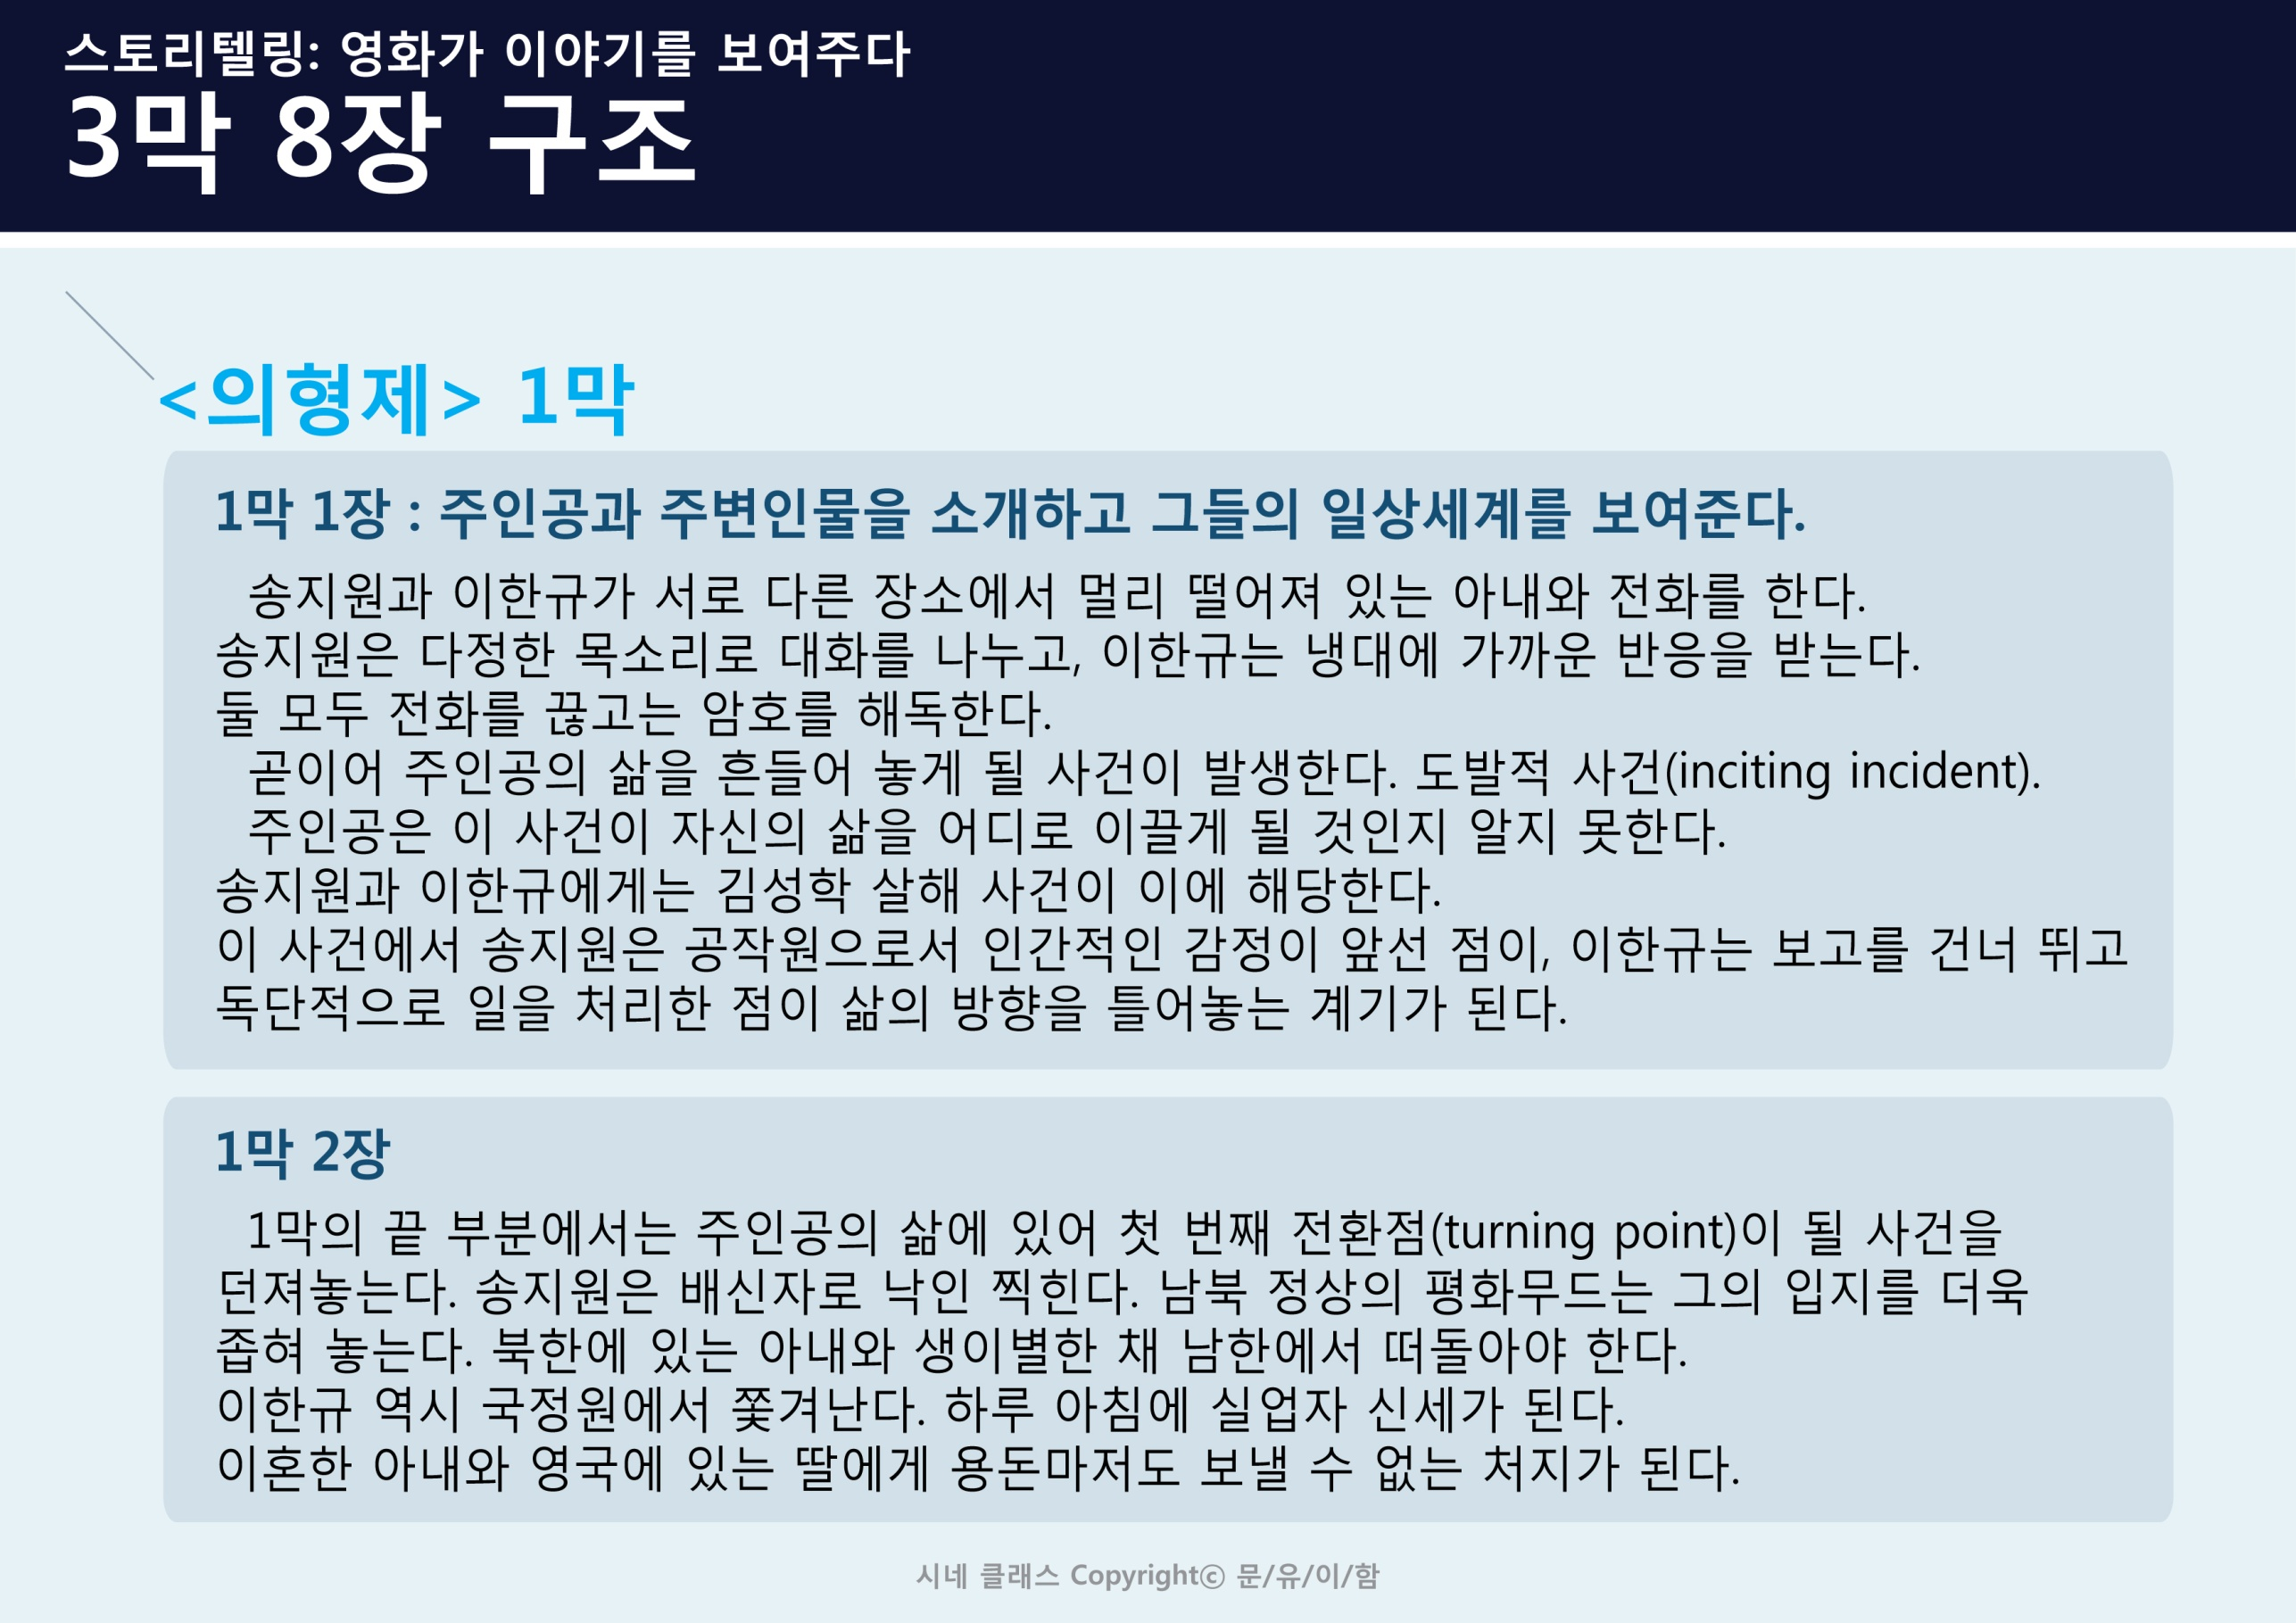 스토리텔링: 영화가 이야기를 보여주다
3막 8장 구조
<의형제> 1막
1막 1장 : 주인공과 주변인물을 소개하고 그들의 일상세계를 보여준다.
송지원과 이한규가 서로 다른 장소에서 멀리 떨어져 있는 아내와 전화를 한다.
송지원은 다정한 목소리로 대화를 나누고, 이한규는 냉대에 가까운 반응을 받는다.
둘 모두 전화를 끊고는 암호를 해독한다.
곧이어 주인공의 삶을 흔들어 놓게 될 사건이 발생한다. 도발적 사건(inciting incident).
주인공은 이 사건이 자신의 삶을 어디로 이끌게 될 것인지 알지 못한다.
송지원과 이한규에게는 김성학 살해 사건이 이에 해당한다.
이 사건에서 송지원은 공작원으로서 인간적인 감정이 앞선 점이, 이한규는 보고를 건너 뛰고
독단적으로 일을 처리한 점이 삶의 방향을 틀어놓는 계기가 된다.
1막 2장
1막의 끝 부분에서는 주인공의 삶에 있어 첫 번째 전환점(turning point)이 될 사건을
던져놓는다. 송지원은 배신자로 낙인 찍힌다. 남북 정상의 평화무드는 그의 입지를 더욱
좁혀 놓는다. 북한에 있는 아내와 생이별한 채 남한에서 떠돌아야 한다.
이한규 역시 국정원에서 쫓겨난다. 하루 아침에 실업자 신세가 된다.
이혼한 아내와 영국에 있는 딸에게 용돈마저도 보낼 수 없는 처지가 된다.
시네 클래스 Copyright© 문/유/이/함